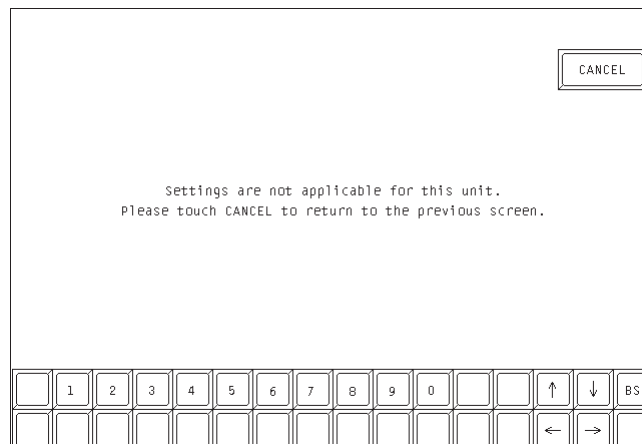 CANCEL
Settings are not applicable for this unit.
Please touch CANCEL to return to the previous screen.
1 2 3 4 5 6 7 8 9 0 ↑ ↓ BS
← →